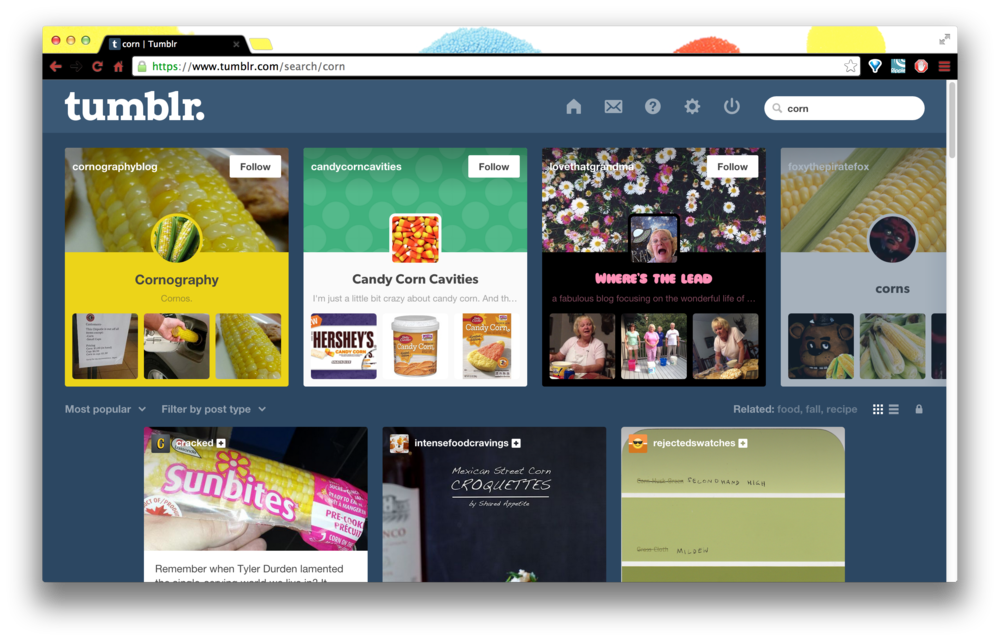 corn | Tumblr
https://www.tumblr.com/search/corn
tumblr.
corn
cornographyblog
Follow
candycorncavities
Follow
lovethatgrandma
Follow
foxythepiratefox
Cornography
Cornos.
Candy Corn Cavities
I'm just a little bit crazy about candy corn. And th...
WHERE'S THE LEAD
a fabulous blog focusing on the wonderful life of ...
corns
HERSHEY'S
CANDY CORN
Candy Corn
Candy Corn
Most popular
Filter by post type
Related: food, fall, recipe
cracked
intensefoodcravings
rejectedswatches
Sunbites
PRE-COOKED
PRÉCUIT
Mexican Street Corn
CROQUETTES
by Shared Appetite
SECONDHAND HIGH
MILDEW
Remember when Tyler Durden lamented
the single-serving world we live in? It